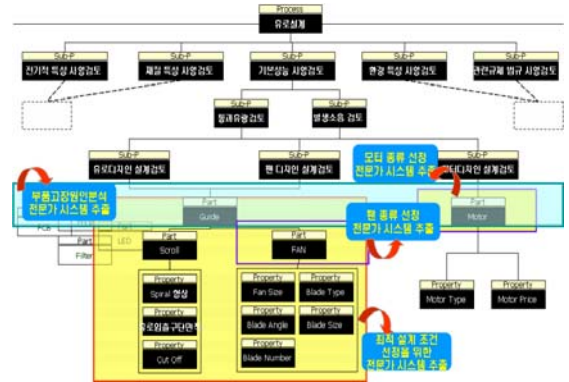 Process
유로설계
Sub-P
전기적 특성 사양검토
Sub-P
재질 특성 사양검토
Sub-P
기본성능 사양검토
Sub-P
환경 특성 사양검토
Sub-P
관련규제 법규 사양검토
Sub-P
통과유량검토
Sub-P
발생소음 검토
Sub-P
유로디자인 설계검토
Sub-P
팬 디자인 설계검토
Sub-P
설계검토
모터 종류 선정
전문가 시스템 추출
부품고장원인분석
전문가 시스템 추출
Part
Guide
팬 종류 선정
전문가 시스템 추출
Part
Motor
PCB
Part
LED
Part
Filter
Part
Scroll
Part
FAN
Property
Spiral 형상
Property
Fan Size
Property
Blade Type
Property
Motor Type
Property
Motor Price
Property
유로입출구단면적
Property
Blade Angle
Property
Blade Size
Property
Cut Off
Property
Blade Number
최적 설계 조건
선정을 위한
전문가 시스템 추출